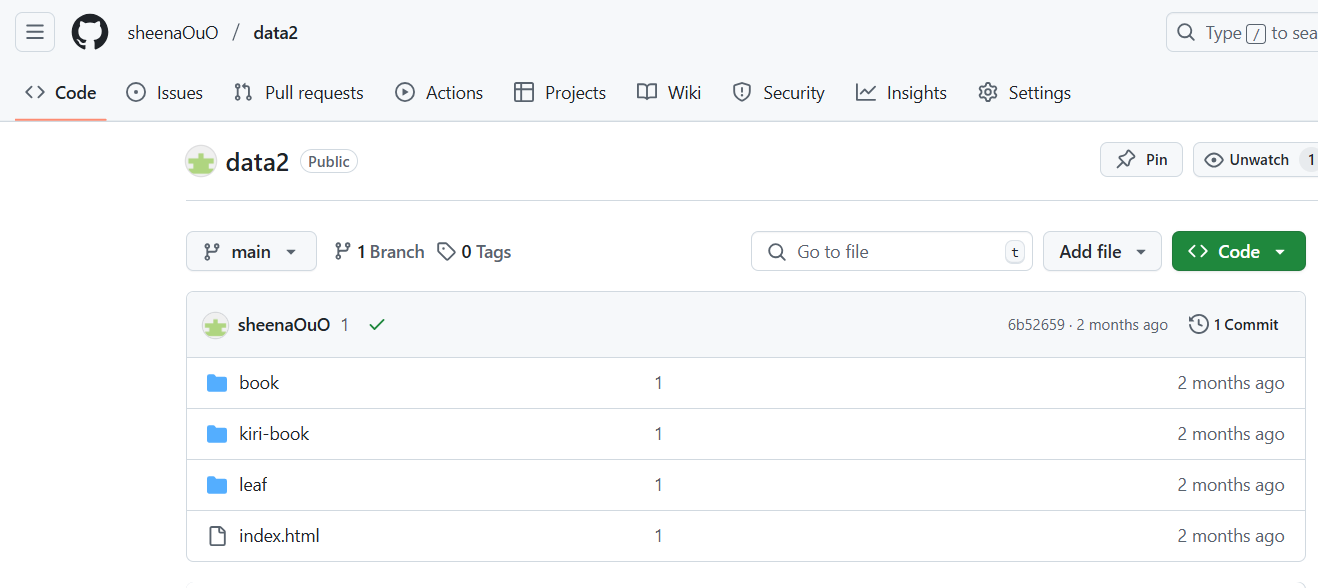 sheenaOuO / data2
Type / to sea
Code Issues Pull requests Actions Projects Wiki Security Insights Settings
data2 Public Pin Unwatch 1
main 1 Branch 0 Tags Go to file t Add file Code
sheenaOuO 1 6b52659 · 2 months ago 1 Commit
book 1 2 months ago
kiri-book 1 2 months ago
leaf 1 2 months ago
index.html 1 2 months ago